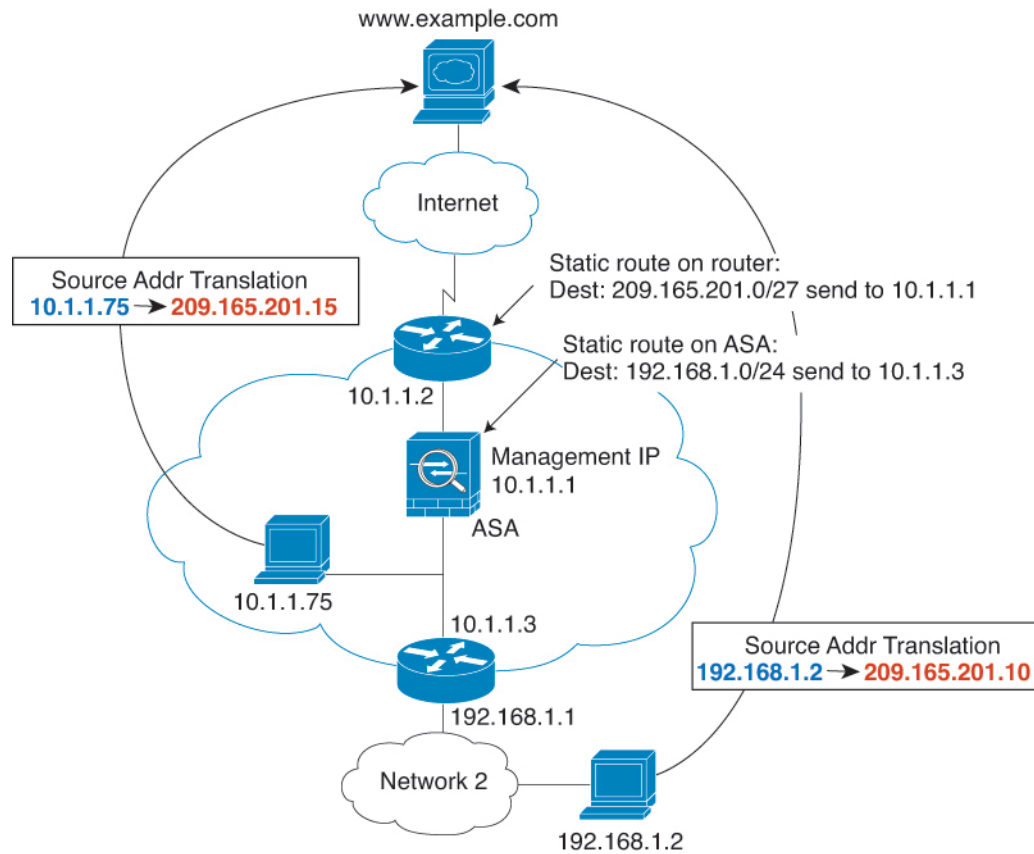 www.example.com
Internet
Source Addr Translation
10.1.1.75 209.165.201.15
Static route on router:
Dest: 209.165.201.0/27 send to 10.1.1.1
Static route on ASA:
Dest: 192.168.1.0/24 send to 10.1.1.3
10.1.1.2
Management IP
10.1.1.1
ASA
10.1.1.75
10.1.1.3
Source Addr Translation
192.168.1.2 209.165.201.10
192.168.1.1
Network 2
192.168.1.2